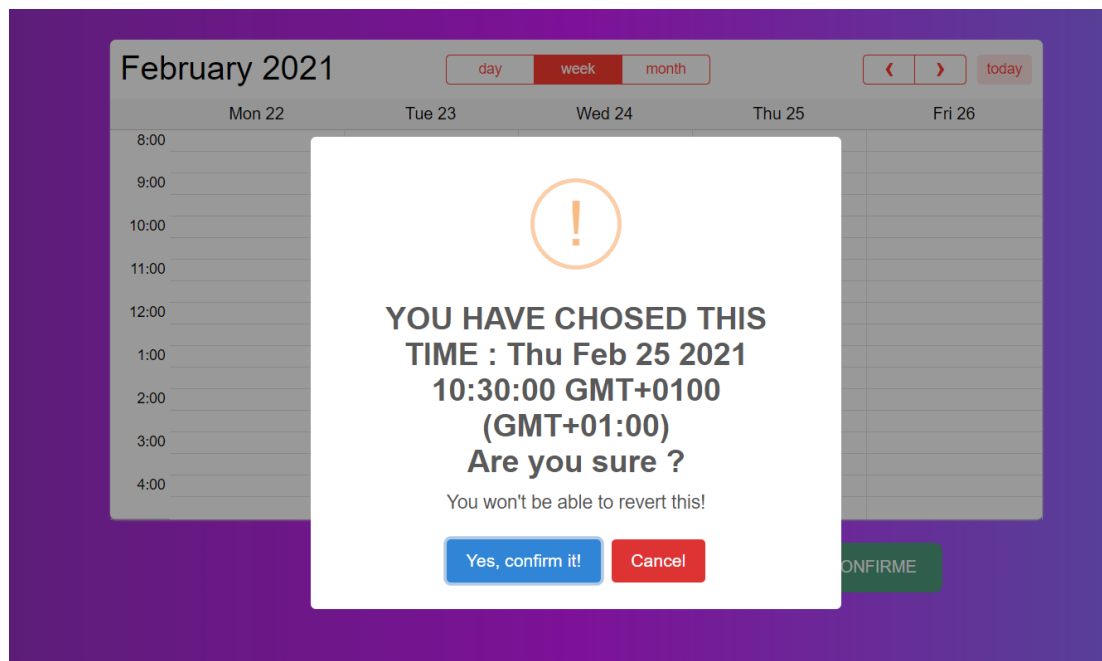 February 2021
day week month
❮ ❯ today
Mon 22 Tue 23 Wed 24 Thu 25 Fri 26
8:00
9:00
10:00
11:00
12:00
1:00
2:00
3:00
4:00
!
YOU HAVE CHOSED THIS
TIME : Thu Feb 25 2021
10:30:00 GMT+0100
(GMT+01:00)
Are you sure ?
You won't be able to revert this!
Yes, confirm it! Cancel
ONFIRME